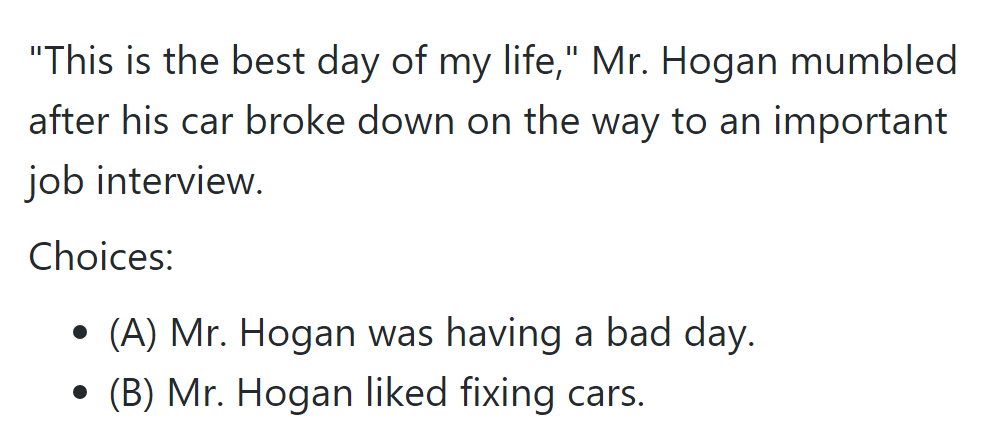 "This is the best day of my life," Mr. Hogan mumbled
after his car broke down on the way to an important
job interview.
Choices:
• (A) Mr. Hogan was having a bad day.
• (B) Mr. Hogan liked fixing cars.